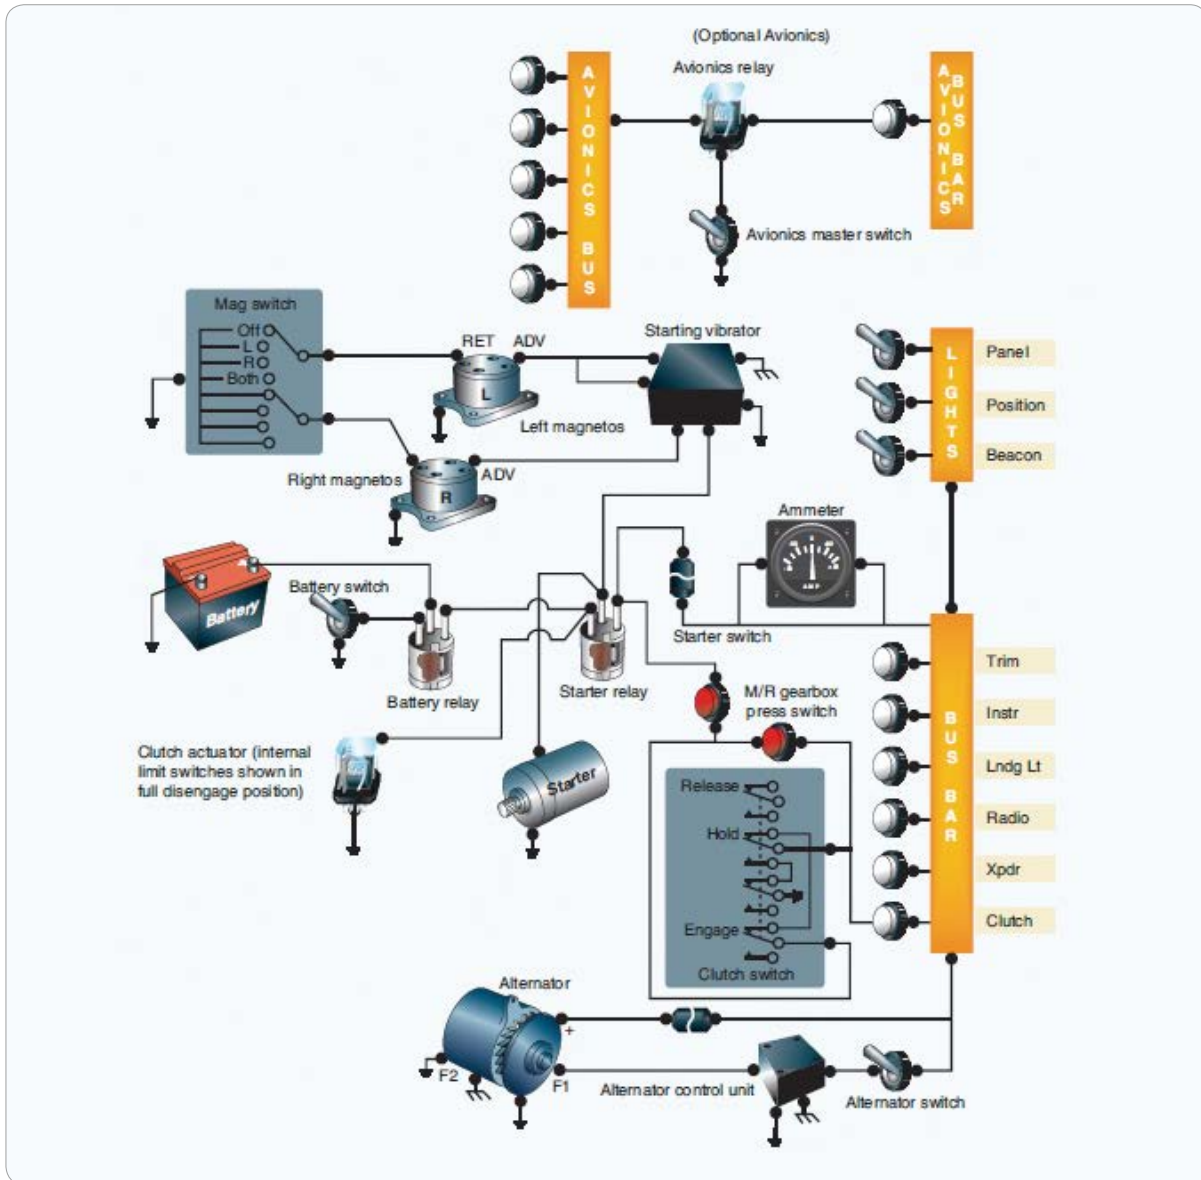 (Optional Avionics)
Avionics relay
AVIONICS BUS
AVIONICS
BUS BAR
Avionics master switch
Mag switch
Off
L
R
Both
RET
ADV
L
Left magnetos
Starting vibrator
Right magnetos
ADV
R
LIGHTS
Panel
Position
Beacon
Ammeter
AMP
Battery
Battery switch
Battery relay
Starter relay
Starter switch
M/R gearbox
press switch
Clutch actuator (internal
limit switches shown in
full disengage position)
Starter
Release
Hold
Engage
Clutch switch
BUS BAR
Trim
Instr
Lndg Lt
Radio
Xpdr
Clutch
Alternator
+
F2
F1
Alternator control unit
Alternator switch